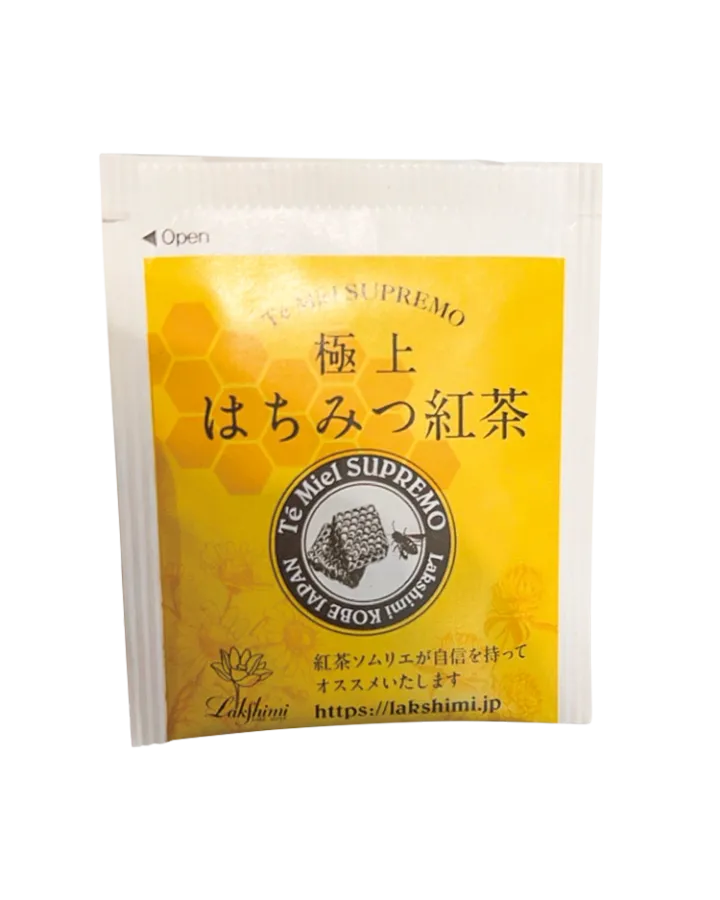 ◀ Open
Té Miel SUPREMO
極上
はちみつ紅茶
Té Miel SUPREMO
Lakshimi KOBE JAPAN
紅茶ソムリエが自信を持って
オススメいたします
Lakshimi
https://lakshimi.jp